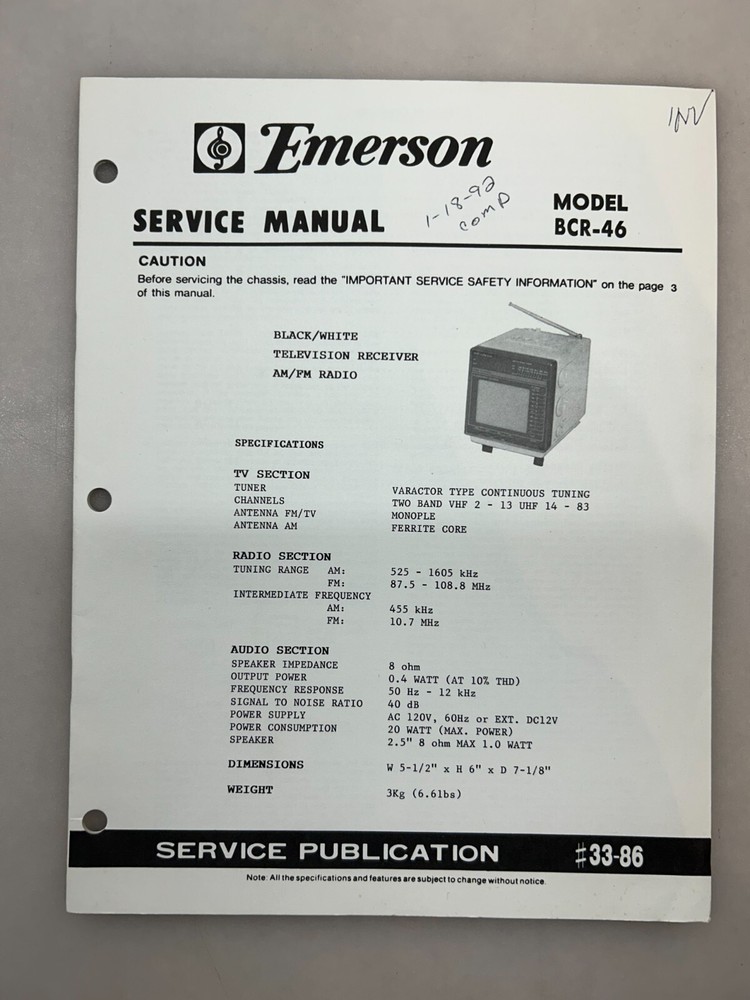 INV
Emerson
1-18-92
comp
SERVICE MANUAL
MODEL
BCR-46
CAUTION
Before servicing the chassis, read the "IMPORTANT SERVICE SAFETY INFORMATION" on the page 3
of this manual.
BLACK/WHITE
TELEVISION RECEIVER
AM/FM RADIO
SPECIFICATIONS
TV SECTION
TUNER VARACTOR TYPE CONTINUOUS TUNING
CHANNELS TWO BAND VHF 2 - 13 UHF 14 - 83
ANTENNA FM/TV MONOPLE
ANTENNA AM FERRITE CORE
RADIO SECTION
TUNING RANGE AM: 525 - 1605 kHz
FM: 87.5 - 108.8 MHz
INTERMEDIATE FREQUENCY
AM: 455 kHz
FM: 10.7 MHz
AUDIO SECTION
SPEAKER IMPEDANCE 8 ohm
OUTPUT POWER 0.4 WATT (AT 10% THD)
FREQUENCY RESPONSE 50 Hz - 12 kHz
SIGNAL TO NOISE RATIO 40 dB
POWER SUPPLY AC 120V, 60Hz or EXT. DC12V
POWER CONSUMPTION 20 WATT (MAX. POWER)
SPEAKER 2.5" 8 ohm MAX 1.0 WATT
DIMENSIONS W 5-1/2" x H 6" x D 7-1/8"
WEIGHT 3Kg (6.6lbs)
SERVICE PUBLICATION #33-86
Note: All the specifications and features are subject to change without notice.